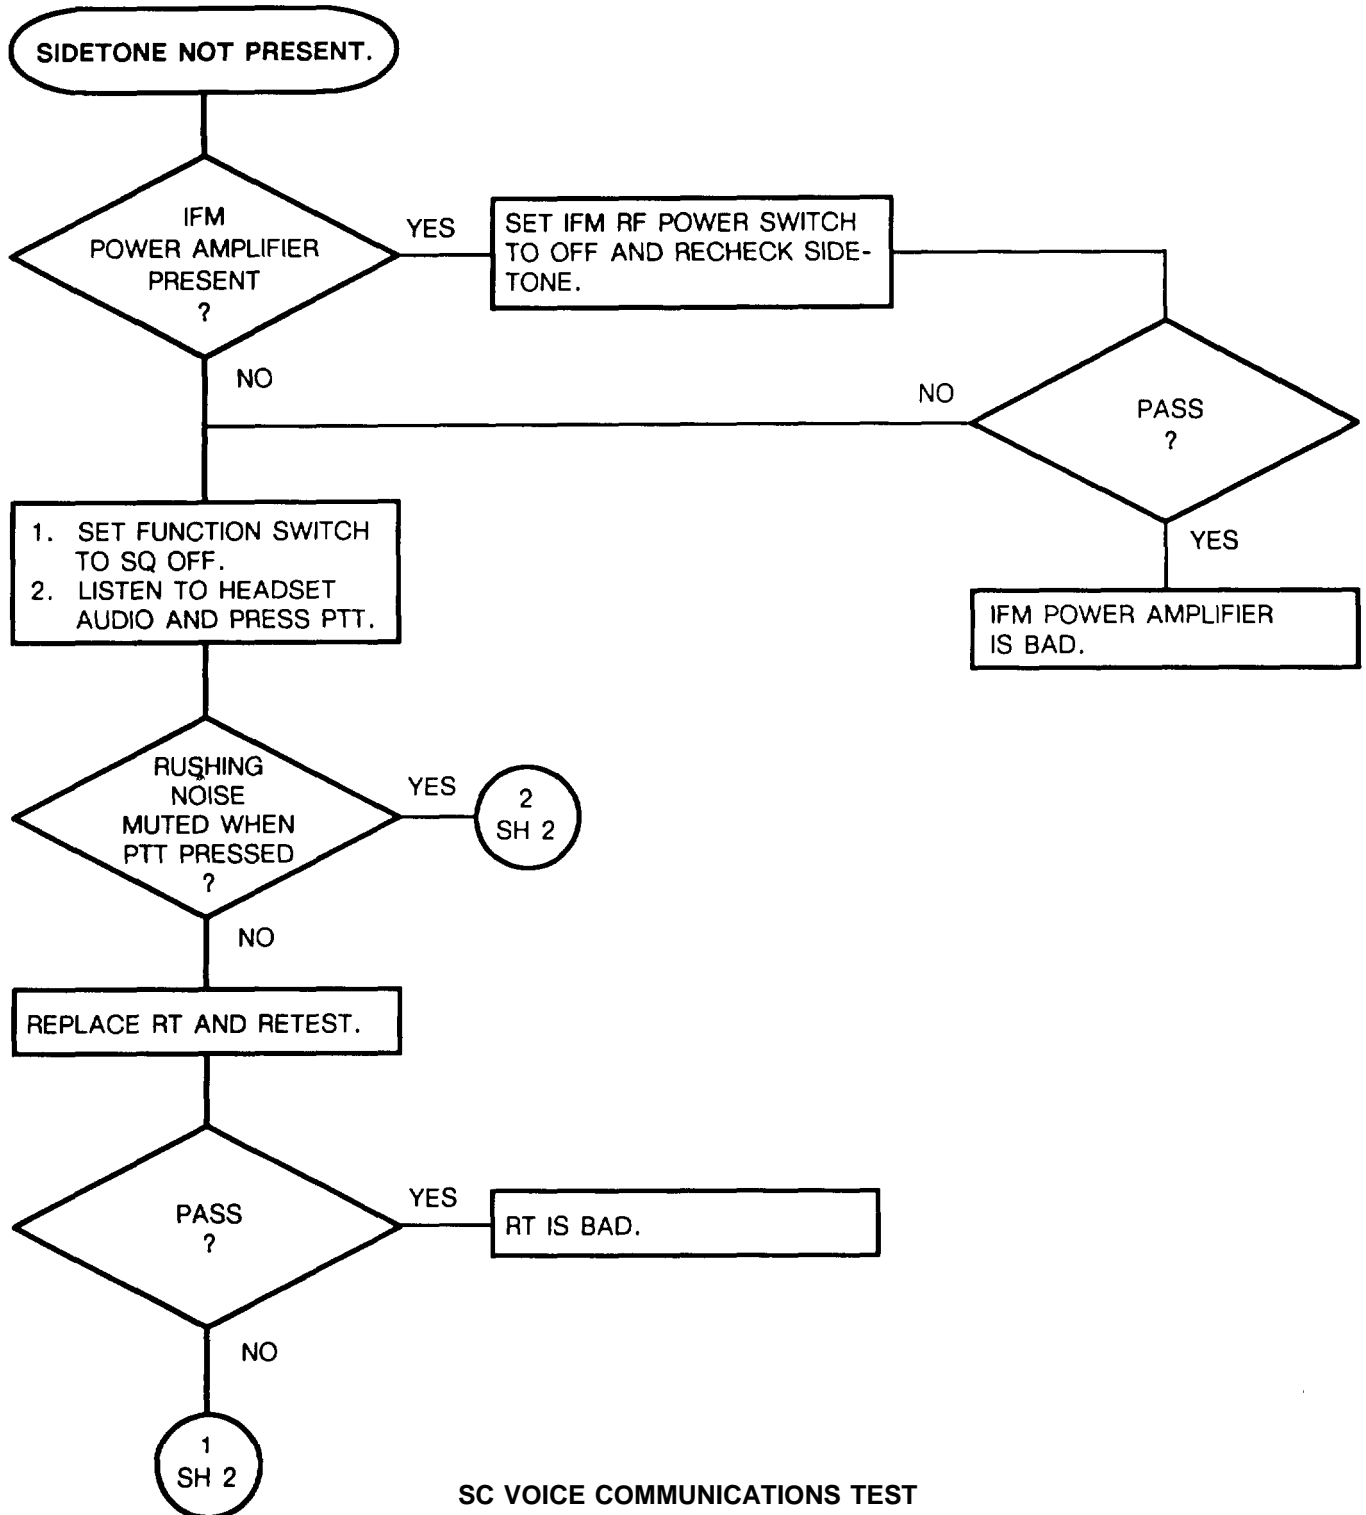 SIDETONE NOT PRESENT.
IFM
POWER AMPLIFIER
PRESENT
?
YES
SET IFM RF POWER SWITCH
TO OFF AND RECHECK SIDE-
TONE.
NO
NO
PASS
?
YES
IFM POWER AMPLIFIER
IS BAD.
1. SET FUNCTION SWITCH
TO SQ OFF.
2. LISTEN TO HEADSET
AUDIO AND PRESS PTT.
RUSHING
NOISE
MUTED WHEN
PTT PRESSED
?
YES
2
SH 2
NO
REPLACE RT AND RETEST.
PASS
?
YES
RT IS BAD.
NO
1
SH 2
SC VOICE COMMUNICATIONS TEST